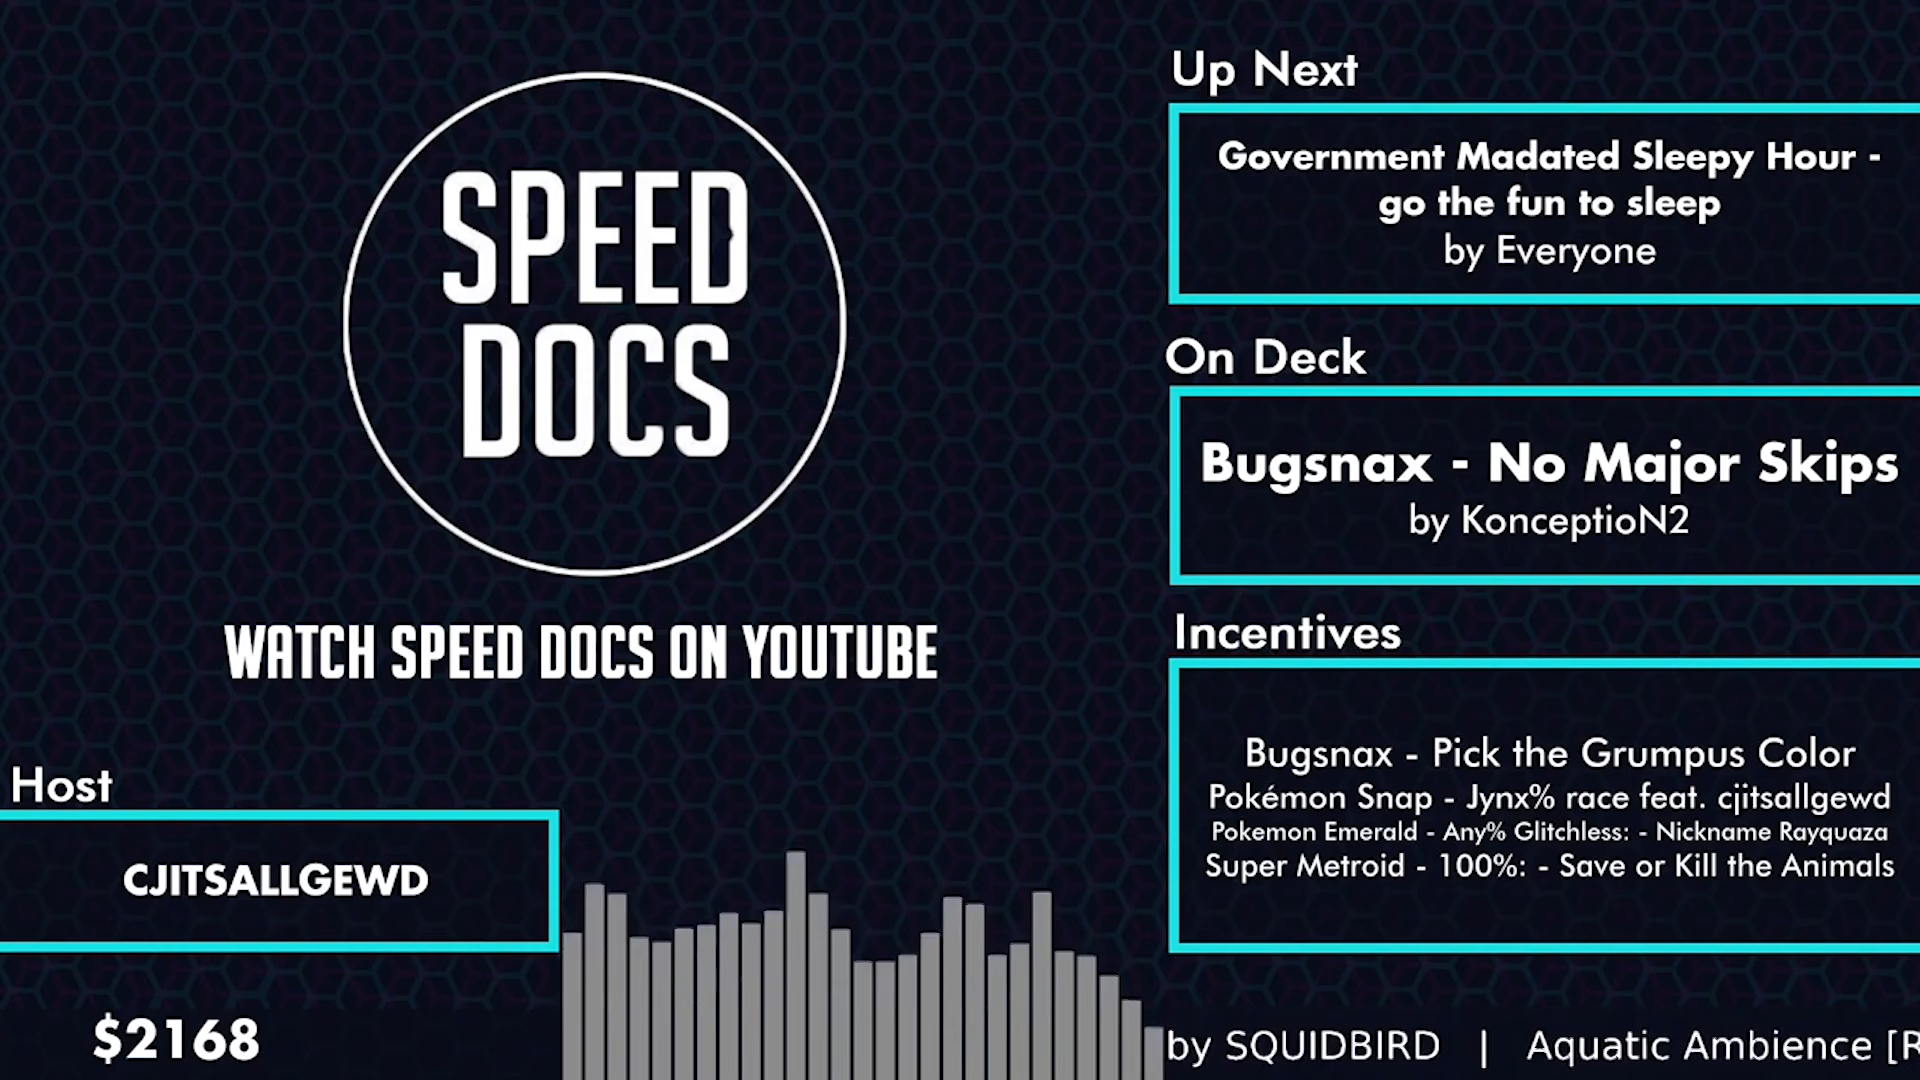 SPEED
DOCS
WATCH SPEED DOCS ON YOUTUBE
Host
CJITSALLGEWD
$2168
Up Next
Government Madated Sleepy Hour -
go the fun to sleep
by Everyone
On Deck
Bugsnax - No Major Skips
by KonceptioN2
Incentives
Bugsnax - Pick the Grumpus Color
Pokémon Snap - Jynx% race feat. cjitsallgewd
Pokemon Emerald - Any% Glitchless: - Nickname Rayquaza
Super Metroid - 100%: - Save or Kill the Animals
by SQUIDBIRD | Aquatic Ambience [R